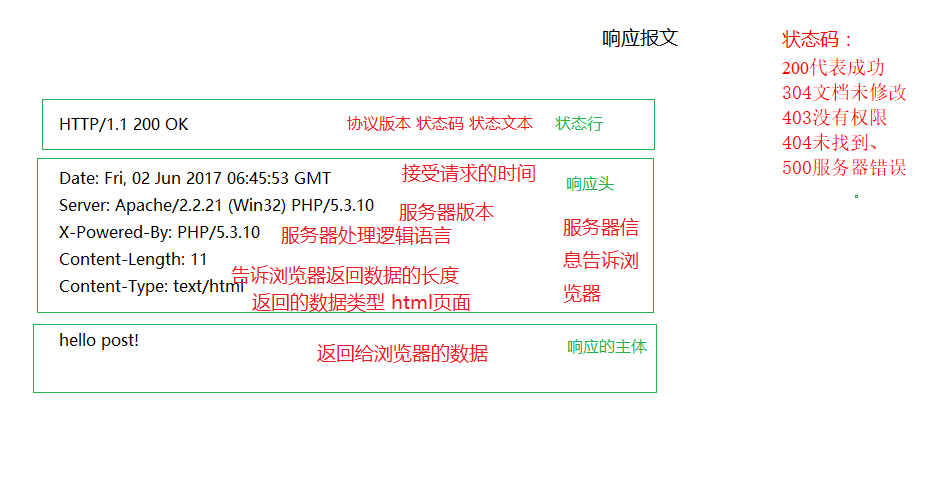 响应报文
状态码：
200代表成功
304文档未修改
403没有权限
404未找到、
500服务器错误
HTTP/1.1 200 OK 协议版本 状态码 状态文本 状态行
Date: Fri, 02 Jun 2017 06:45:53 GMT 接受请求的时间 响应头
Server: Apache/2.2.21 (Win32) PHP/5.3.10 服务器版本
X-Powered-By: PHP/5.3.10 服务器处理逻辑语言
Content-Length: 11 告诉浏览器返回数据的长度
Content-Type: text/html 返回的数据类型 html页面
服务器信
息告诉浏
览器
hello post! 返回给浏览器的数据 响应的主体